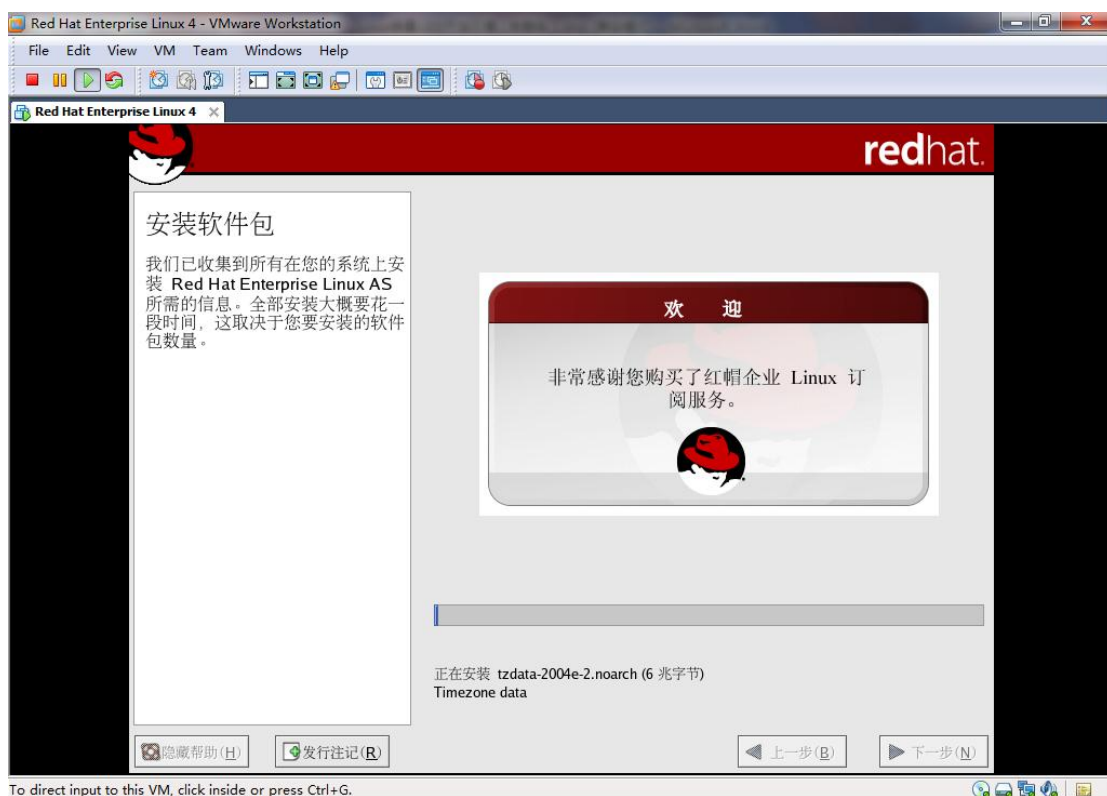 Red Hat Enterprise Linux 4 - VMware Workstation
File Edit View VM Team Windows Help
Red Hat Enterprise Linux 4
redhat.
安装软件包
我们已收集到所有在您的系统上安
装 Red Hat Enterprise Linux AS
所需的信息。全部安装大概要花一
段时间，这取决于您要安装的软件
包数量。
欢 迎
非常感谢您购买了红帽企业 Linux 订
阅服务。
正在安装 tzdata-2004e-2.noarch (6 兆字节)
Timezone data
隐藏帮助(H)
发行注记(R)
上一步(B)
下一步(N)
To direct input to this VM, click inside or press Ctrl+G.